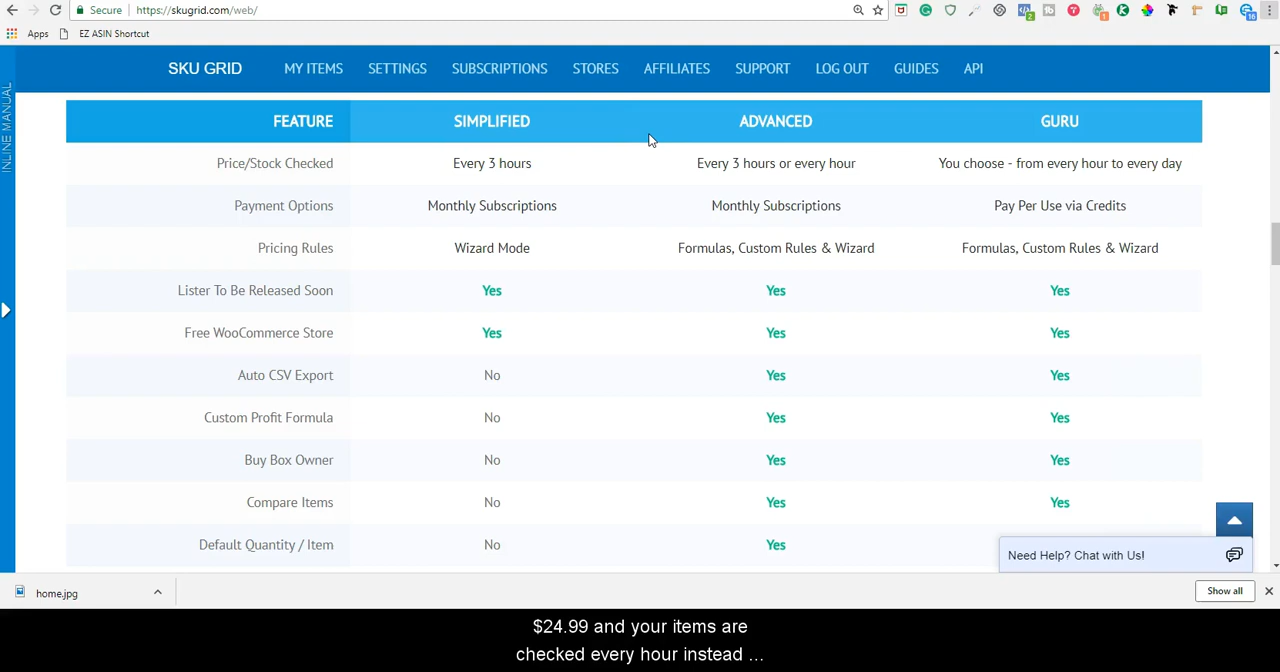 Secure
https://skugrid.com/web/
2
1
16
Apps
EZ ASIN Shortcut
INLINE MANUAL
SKU GRID MY ITEMS SETTINGS SUBSCRIPTIONS STORES AFFILIATES SUPPORT LOG OUT GUIDES API
FEATURE SIMPLIFIED ADVANCED GURU
Price/Stock Checked Every 3 hours Every 3 hours or every hour You choose - from every hour to every day
Payment Options Monthly Subscriptions Monthly Subscriptions Pay Per Use via Credits
Pricing Rules Wizard Mode Formulas, Custom Rules & Wizard Formulas, Custom Rules & Wizard
Lister To Be Released Soon Yes Yes Yes
Free WooCommerce Store Yes Yes Yes
Auto CSV Export No Yes Yes
Custom Profit Formula No Yes Yes
Buy Box Owner No Yes Yes
Compare Items No Yes Yes
Default Quantity / Item No Yes
Need Help? Chat with Us!
home.jpg
Show all
$24.99 and your items are
checked every hour instead ...